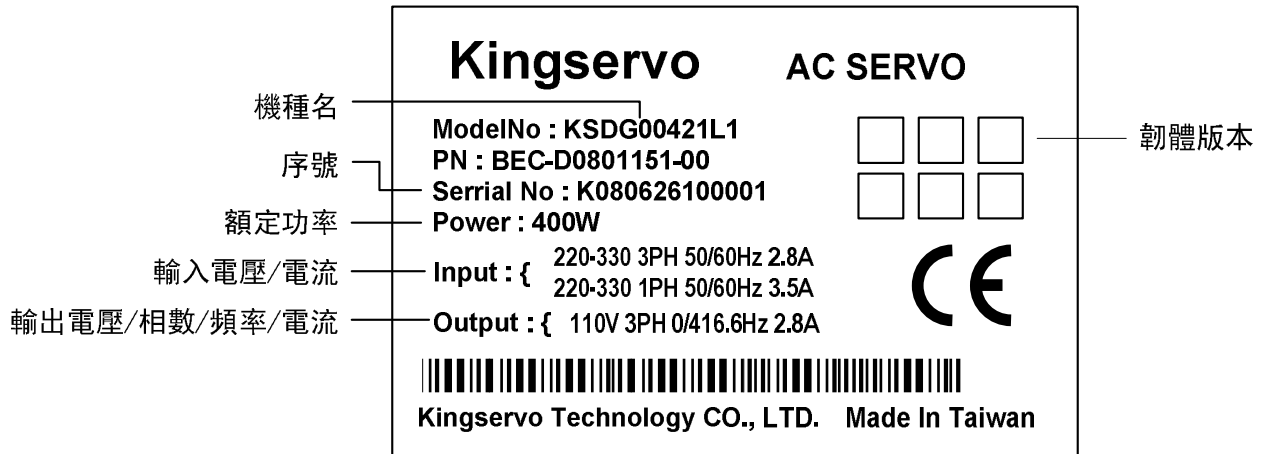 Kingservo AC SERVO
機種名
ModelNo : KSDG00421L1
韌體版本
PN : BEC-D0801151-00
序號
Serrial No : K080626100001
額定功率
Power : 400W
輸入電壓/電流
Input : {
220-330 3PH 50/60Hz 2.8A
220-330 1PH 50/60Hz 3.5A
CE
輸出電壓/相數/頻率/電流
Output : { 110V 3PH 0/416.6Hz 2.8A
Kingservo Technology CO., LTD. Made In Taiwan